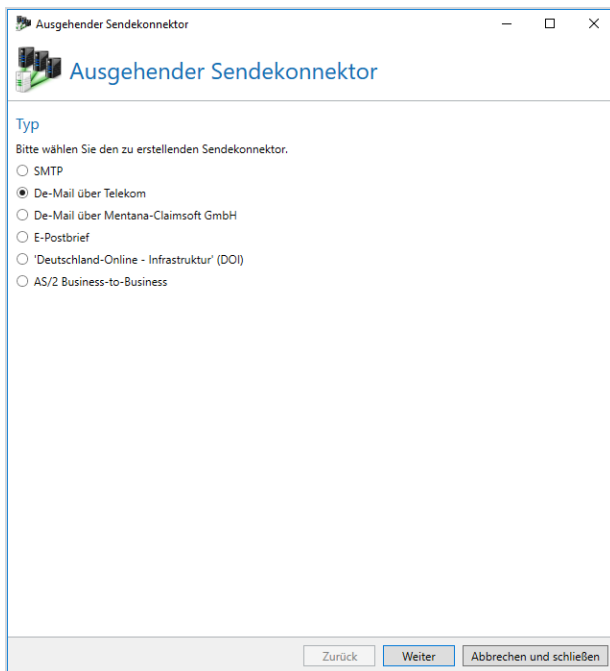 Ausgehender Sendekonnektor
Ausgehender Sendekonnektor
Typ
Bitte wählen Sie den zu erstellenden Sendekonnektor.
SMTP
De-Mail über Telekom
De-Mail über Mentana-Claimsoft GmbH
E-Postbrief
'Deutschland-Online - Infrastruktur' (DOI)
AS/2 Business-to-Business
Zurück Weiter Abbrechen und schließen